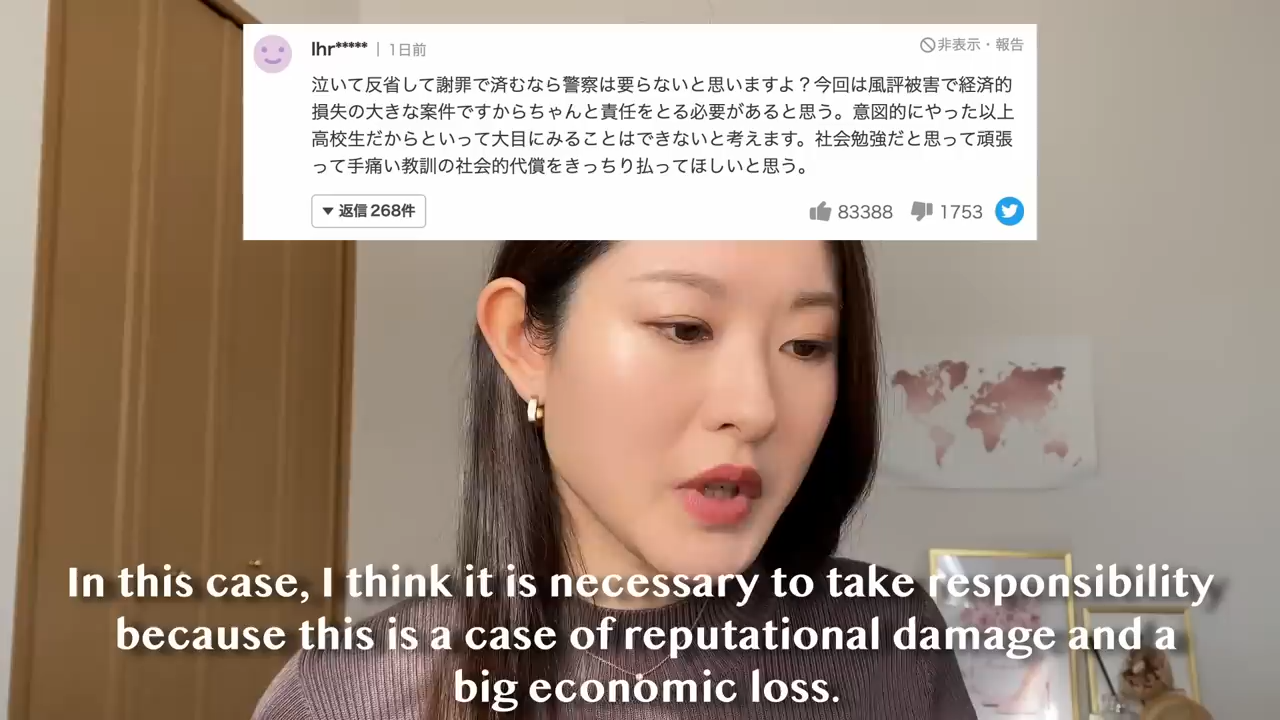 lhr***** | 1日前
非表示・報告
泣いて反省して謝罪で済むなら警察は要らないと思いますよ?今回は風評被害で経済的
損失の大きな案件ですからちゃんと責任をとる必要があると思う。意図的にやった以上
高校生だからといって大目にみることはできないと考えます。社会勉強だと思って頑張
って手痛い教訓の社会的代償をきっちり払ってほしいと思う。
返信268件
83388
1753
In this case, I think it is necessary to take responsibility
because this is a case of reputational damage and a
big economic loss.